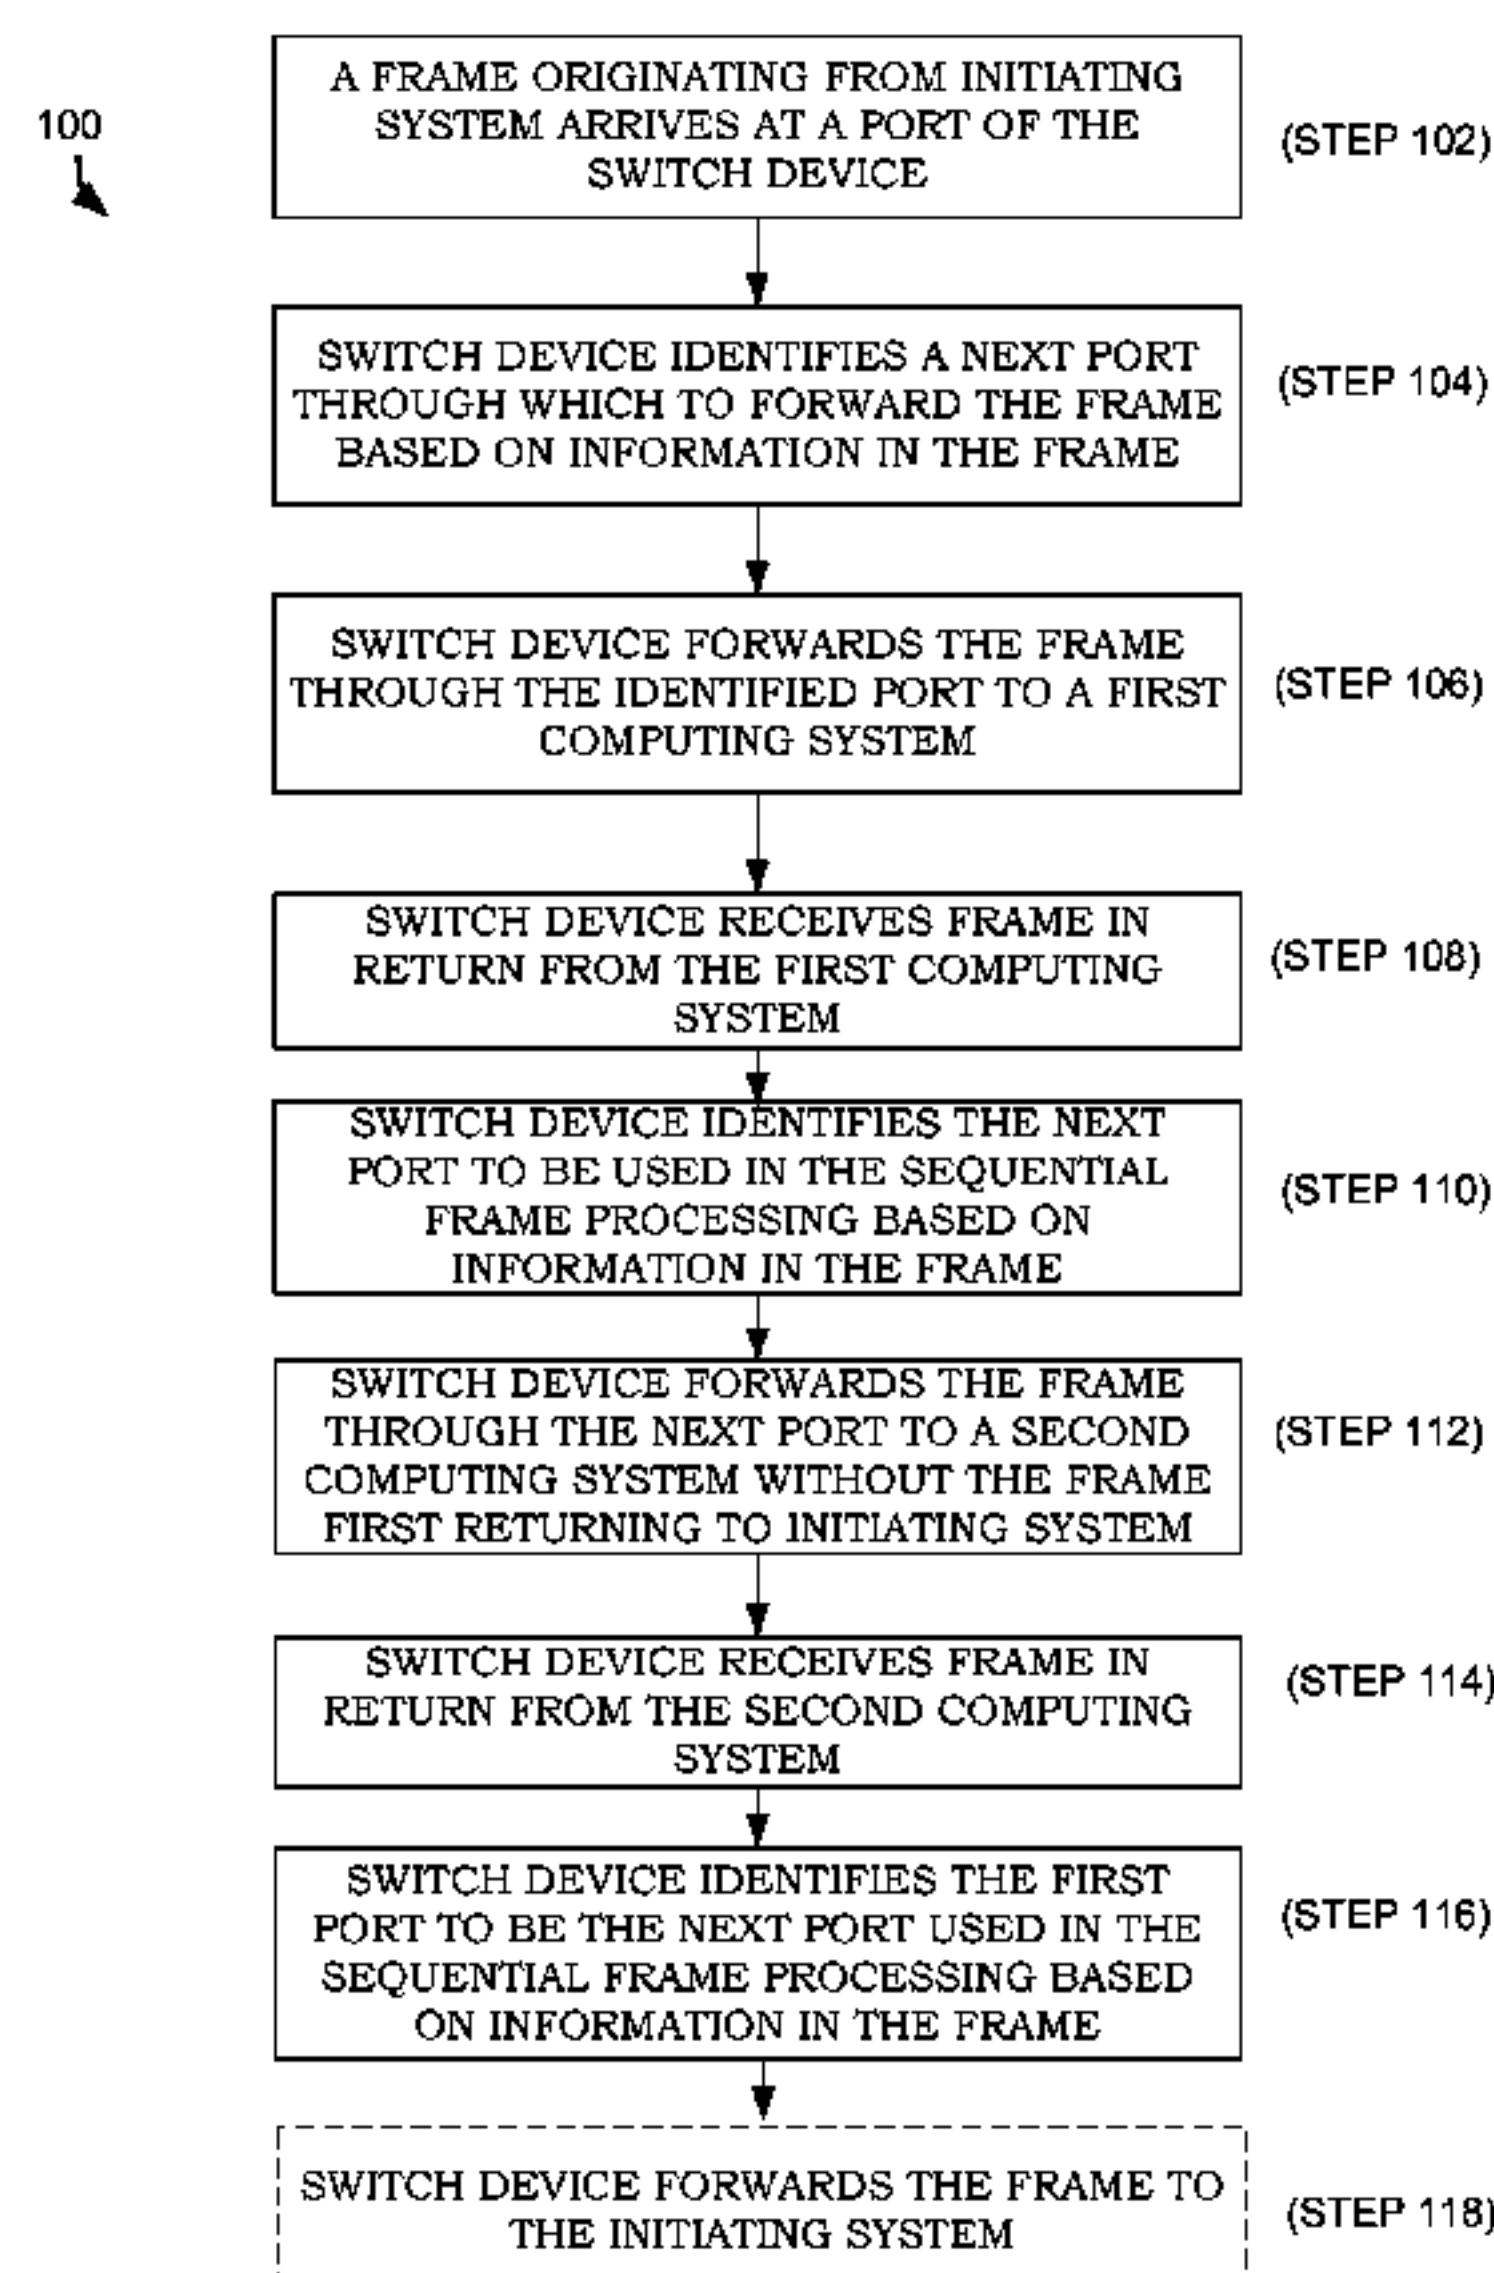 100
A FRAME ORIGINATING FROM INITIATING
SYSTEM ARRIVES AT A PORT OF THE
SWITCH DEVICE
(STEP 102)
SWITCH DEVICE IDENTIFIES A NEXT PORT
THROUGH WHICH TO FORWARD THE FRAME
BASED ON INFORMATION IN THE FRAME
(STEP 104)
SWITCH DEVICE FORWARDS THE FRAME
THROUGH THE IDENTIFIED PORT TO A FIRST
COMPUTING SYSTEM
(STEP 106)
SWITCH DEVICE RECEIVES FRAME IN
RETURN FROM THE FIRST COMPUTING
SYSTEM
(STEP 108)
SWITCH DEVICE IDENTIFIES THE NEXT
PORT TO BE USED IN THE SEQUENTIAL
FRAME PROCESSING BASED ON
INFORMATION IN THE FRAME
(STEP 110)
SWITCH DEVICE FORWARDS THE FRAME
THROUGH THE NEXT PORT TO A SECOND
COMPUTING SYSTEM WITHOUT THE FRAME
FIRST RETURNING TO INITIATING SYSTEM
(STEP 112)
SWITCH DEVICE RECEIVES FRAME IN
RETURN FROM THE SECOND COMPUTING
SYSTEM
(STEP 114)
SWITCH DEVICE IDENTIFIES THE FIRST
PORT TO BE THE NEXT PORT USED IN THE
SEQUENTIAL FRAME PROCESSING BASED
ON INFORMATION IN THE FRAME
(STEP 116)
SWITCH DEVICE FORWARDS THE FRAME TO
THE INITIATING SYSTEM
(STEP 118)